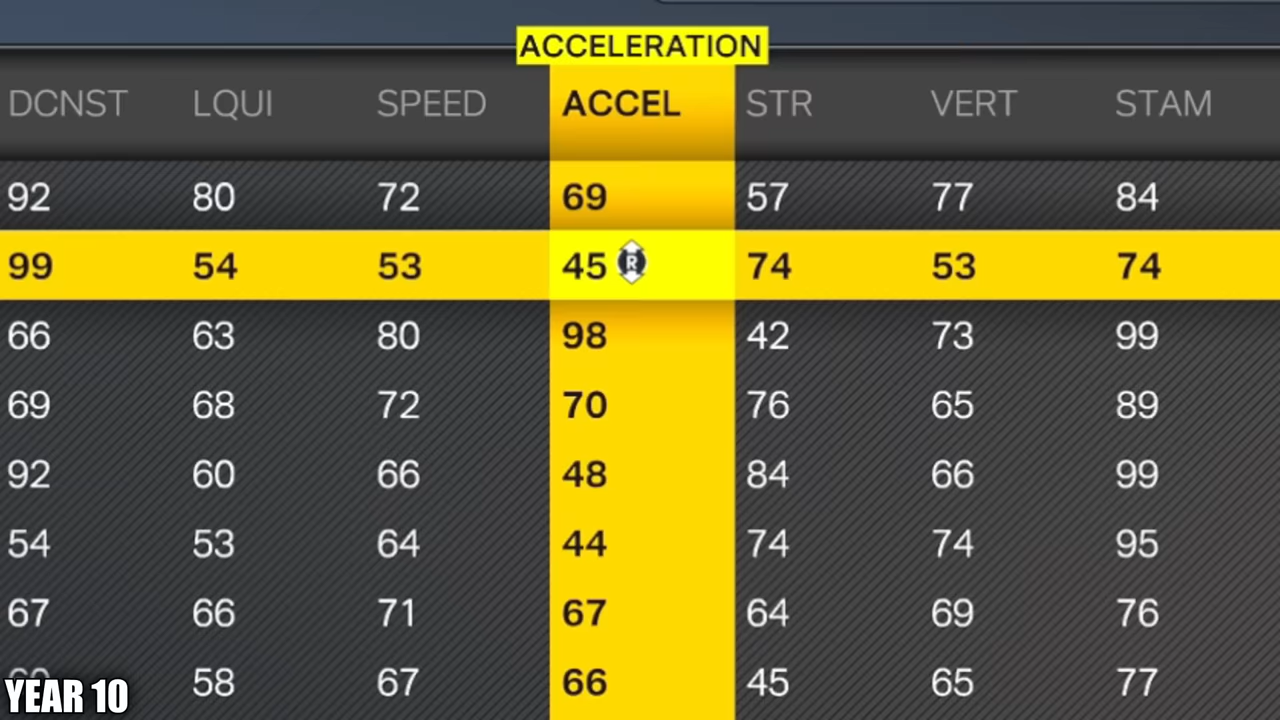 ACCELERATION
DCNST LQUI SPEED ACCEL STR VERT STAM
92 80 72 69 57 77 84
99 54 53 45 R 74 53 74
66 63 80 98 42 73 99
69 68 72 70 76 65 89
92 60 66 48 84 66 99
54 53 64 44 74 74 95
67 66 71 67 64 69 76
58 67 66 45 65 77
YEAR 10